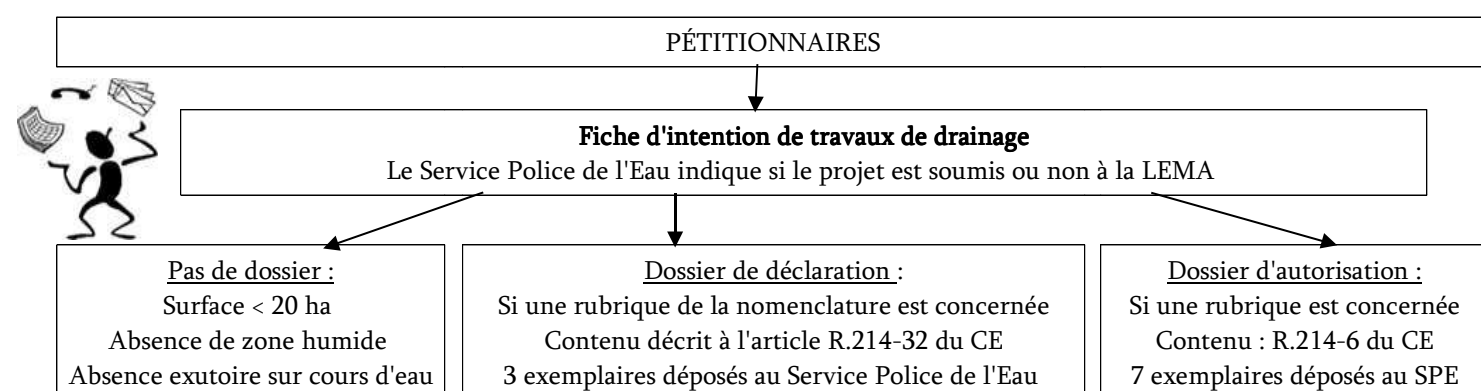 PÉTITIONNAIRES
Fiche d'intention de travaux de drainage
Le Service Police de l'Eau indique si le projet est soumis ou non à la LEMA
Pas de dossier :
Surface < 20 ha
Absence de zone humide
Absence exutoire sur cours d'eau
Dossier de déclaration :
Si une rubrique de la nomenclature est concernée
Contenu décrit à l'article R.214-32 du CE
3 exemplaires déposés au Service Police de l'Eau
Dossier d'autorisation :
Si une rubrique est concernée
Contenu : R.214-6 du CE
7 exemplaires déposés au SPE